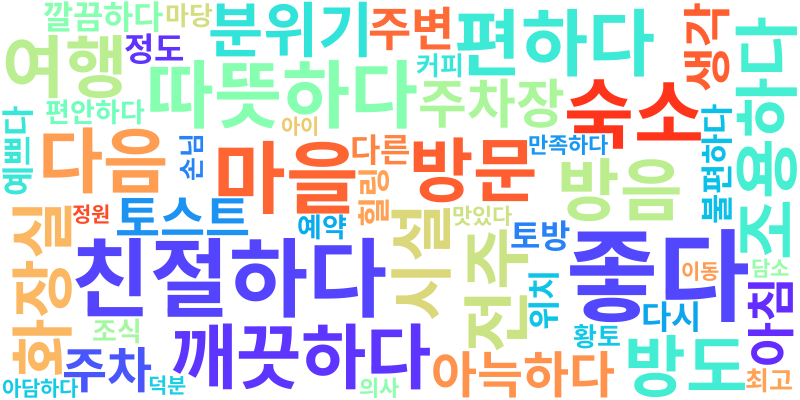 깔끔하다
마당
분위기
주변
편하다
생각
조용하다
여행
정도
따뜻하다
커피
주차장
숙소
편안하다
예쁘다
다음
손님
아이
마을
다른
방문
만족하다
방음
불편하다
힐링
화장실
정원
토스트
예약
시설
맛있다
전주
토방
좋다
이동
담소
친절하다
위치
아침
조식
다시
황토
깨끗하다
주차
방도
아늑하다
최고
아담하다
덕분
의사